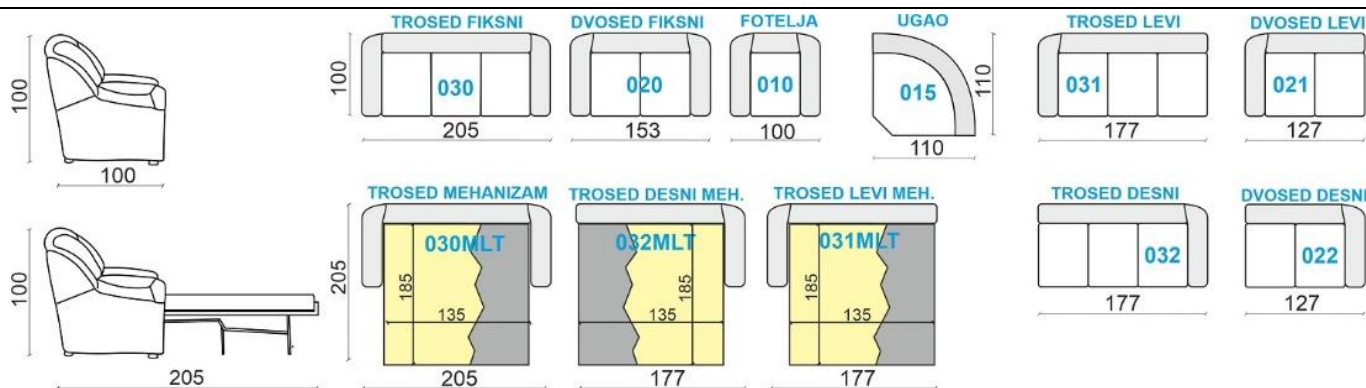 TROSED FIKSNI DVOSED FIKSNI FOTELJA UGAO TROSED LEVI DVOSED LEVI
100 100 030 020 010 015 110 031 021
205 153 100 110 177 127
100
TROSED MEHANIZAM TROSED DESNI MEH. TROSED LEVI MEH. TROSED DESNI DVOSED DESNI
030MLT 032MLT 031MLT 032 022
100 205 185 185 185 177 127
135 135 135
205 205 177 177